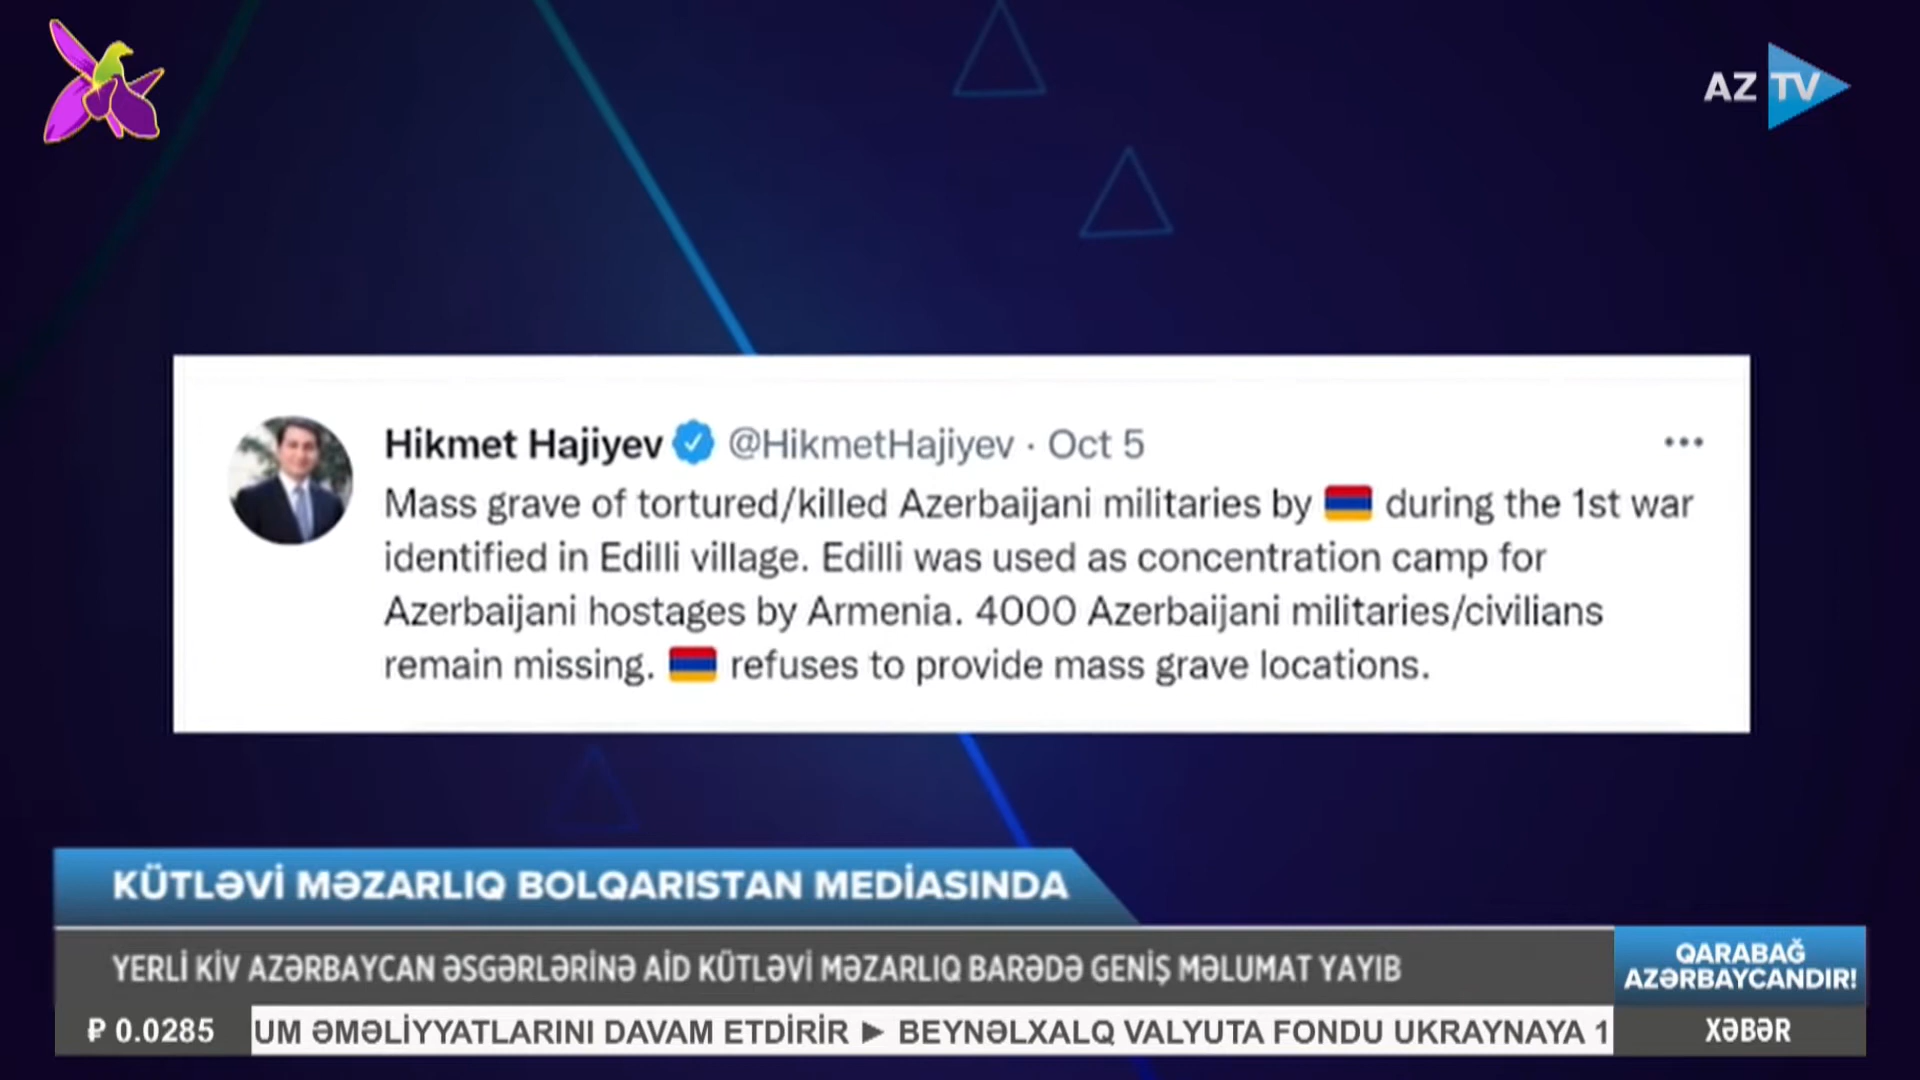 AZ TV
Hikmet Hajiyev @HikmetHajiyev · Oct 5
Mass grave of tortured/killed Azerbaijani militaries by 🇦🇲 during the 1st war
identified in Edilli village. Edilli was used as concentration camp for
Azerbaijani hostages by Armenia. 4000 Azerbaijani militaries/civilians
remain missing. 🇦🇲 refuses to provide mass grave locations.
KÜTLƏVİ MƏZARLIQ BOLQARISTAN MEDİASINDA
YERLİ KİV AZƏRBAYCAN ƏSGƏRLƏRİNƏ AİD KÜTLƏVİ MƏZARLIQ BARƏDƏ GENİŞ MƏLUMAT YAYIB
QARABAĞ
AZƏRBAYCANDIR!
₽ 0.0285
UM ƏMƏLİYYATLARINI DAVAM ETDİRİR ► BEYNƏLXALQ VALYUTA FONDU UKRAYNAYA 1
XƏBƏR